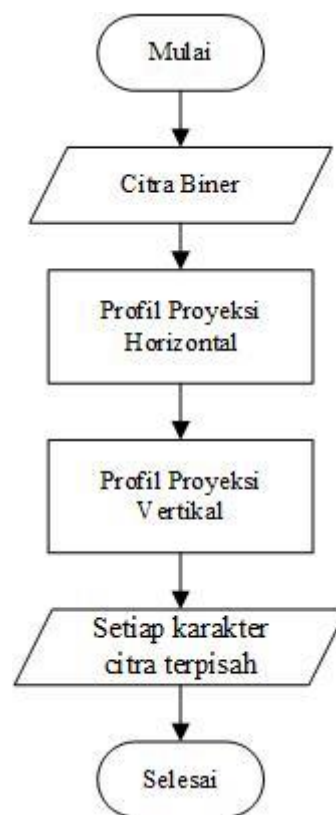 Mulai
Citra Biner
Profil Proyeksi
Horizontal
Profil Proyeksi
Vertikal
Setiap karakter
citra terpisah
Selesai